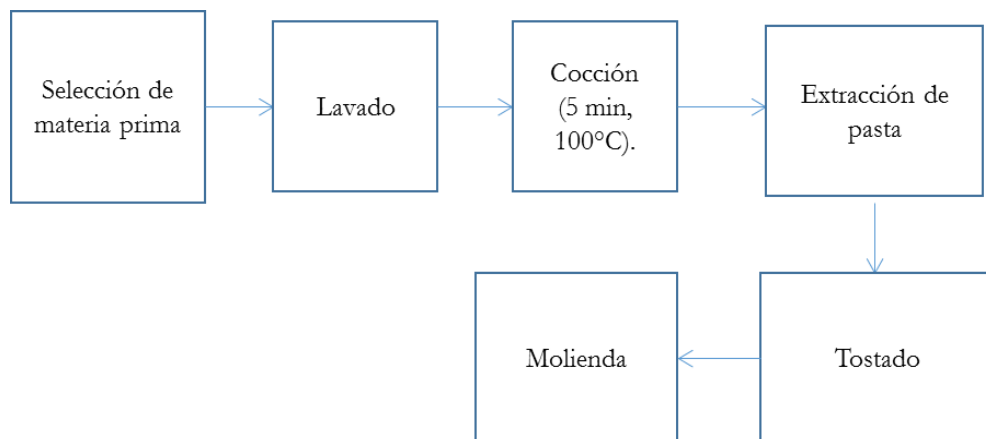 Selección de
materia prima
Lavado
Cocción
(5 min,
100°C).
Extracción de
pasta
Tostado
Molienda